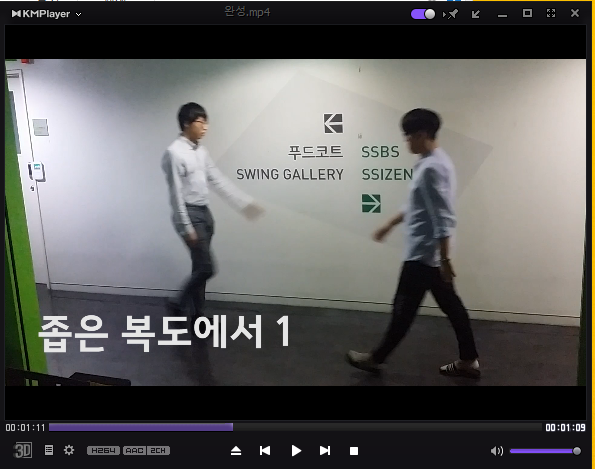 KMPlayer
완성.mp4
푸드코트 SSBS
SWING GALLERY SSIZEN
좁은 복도에서 1
00:01:11
00:01:09
3D
H264 AAC 2CH